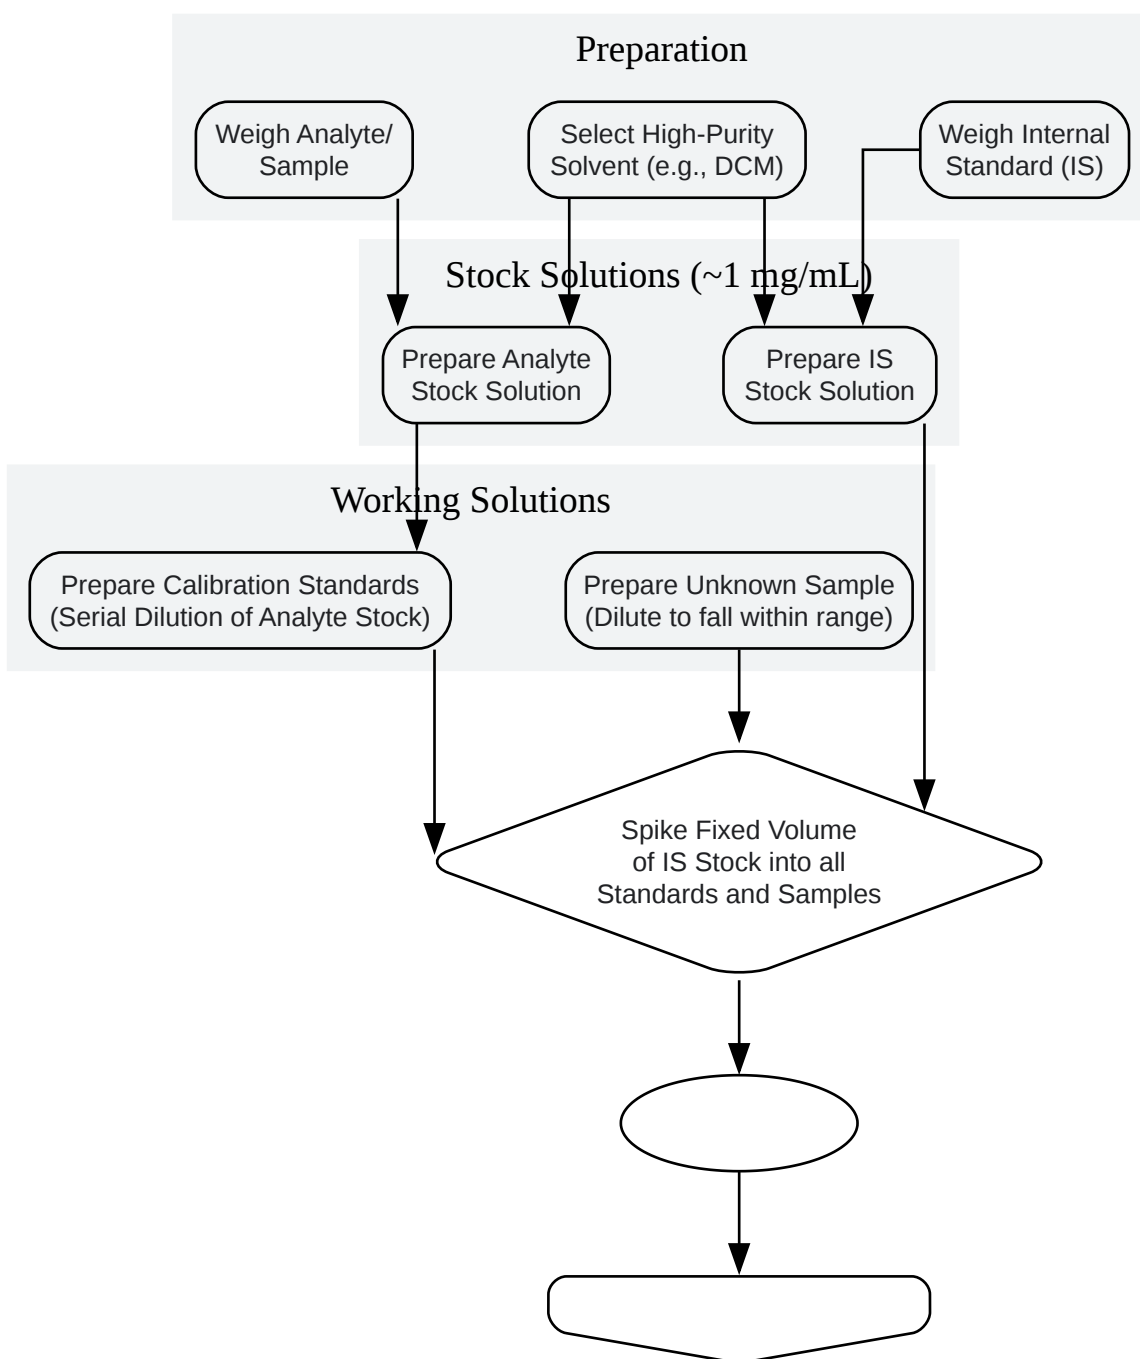 Preparation
Weigh Analyte/
Sample
Select High-Purity
Solvent (e.g., DCM)
Weigh Internal
Standard (IS)
Stock Solutions (~1 mg/mL)
Prepare Analyte
Stock Solution
Prepare IS
Stock Solution
Working Solutions
Prepare Calibration Standards
(Serial Dilution of Analyte Stock)
Prepare Unknown Sample
(Dilute to fall within range)
Spike Fixed Volume
of IS Stock into all
Standards and Samples